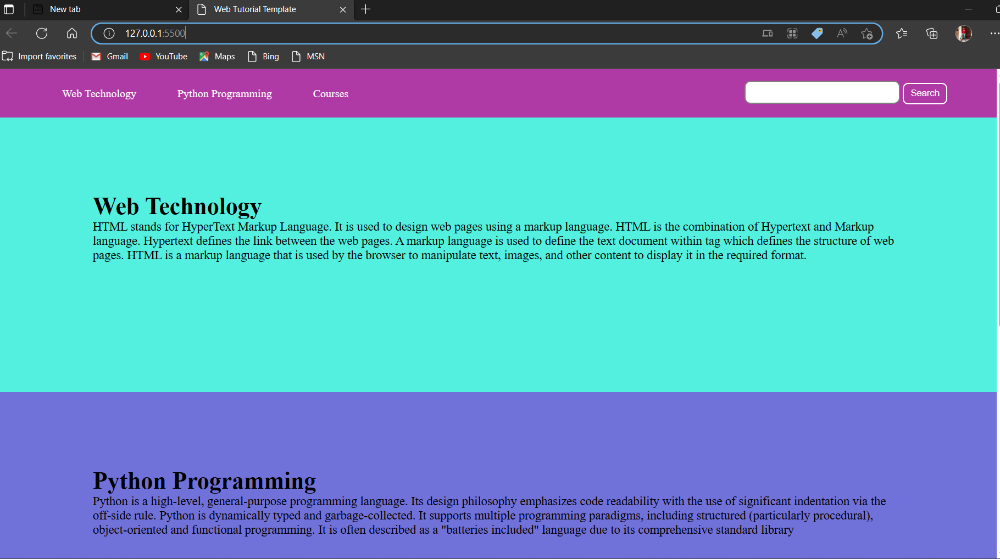 New tab
Web Tutorial Template
127.0.0.1:5500
Import favorites Gmail YouTube Maps Bing MSN
Web Technology Python Programming Courses Search
Web Technology
HTML stands for HyperText Markup Language. It is used to design web pages using a markup language. HTML is the combination of Hypertext and Markup
language. Hypertext defines the link between the web pages. A markup language is used to define the text document within tag which defines the structure of web
pages. HTML is a markup language that is used by the browser to manipulate text, images, and other content to display it in the required format.
Python Programming
Python is a high-level, general-purpose programming language. Its design philosophy emphasizes code readability with the use of significant indentation via the
off-side rule. Python is dynamically typed and garbage-collected. It supports multiple programming paradigms, including structured (particularly procedural),
object-oriented and functional programming. It is often described as a "batteries included" language due to its comprehensive standard library